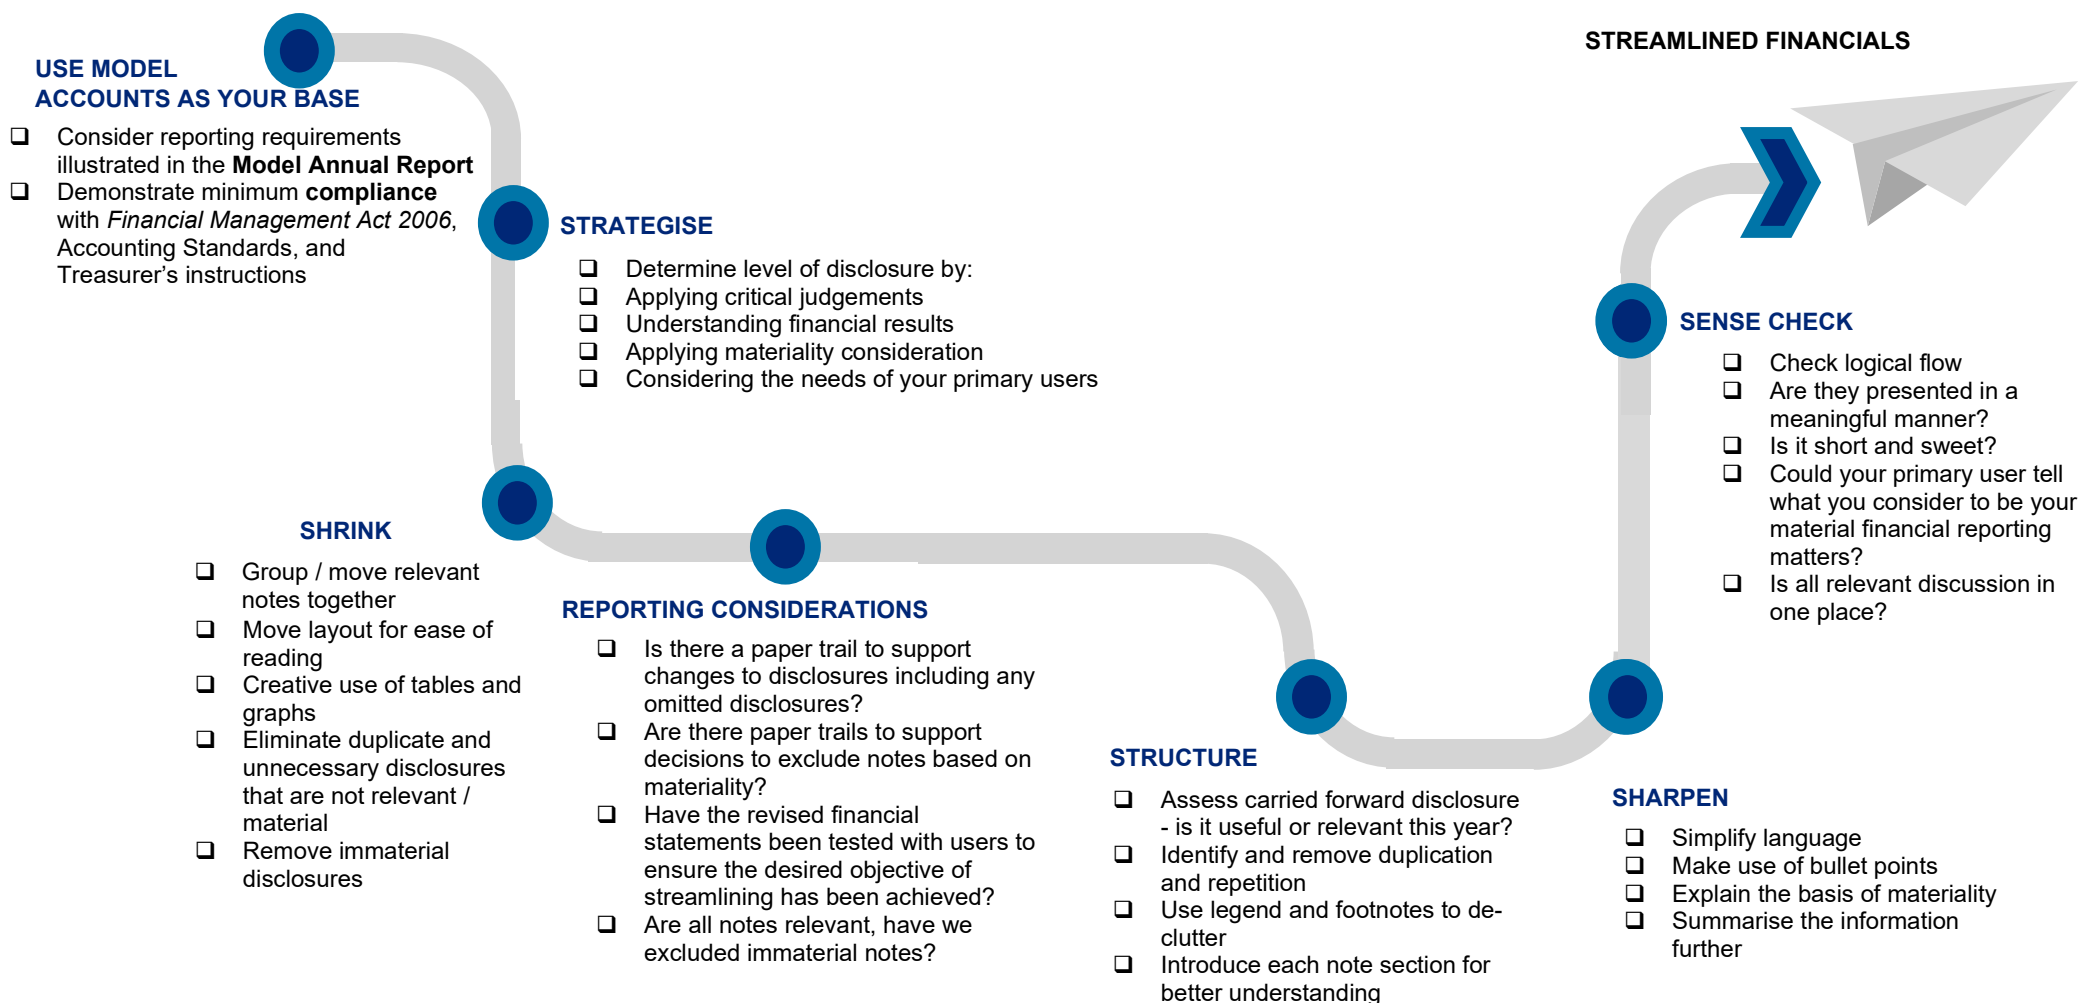 USE MODEL
ACCOUNTS AS YOUR BASE
❑ Consider reporting requirements
illustrated in the Model Annual Report
❑ Demonstrate minimum compliance
with Financial Management Act 2006,
Accounting Standards, and
Treasurer’s instructions
STRATEGISE
❑ Determine level of disclosure by:
❑ Applying critical judgements
❑ Understanding financial results
❑ Applying materiality consideration
❑ Considering the needs of your primary users
SHRINK
❑ Group / move relevant
notes together
❑ Move layout for ease of
reading
❑ Creative use of tables and
graphs
❑ Eliminate duplicate and
unnecessary disclosures
that are not relevant /
material
❑ Remove immaterial
disclosures
REPORTING CONSIDERATIONS
❑ Is there a paper trail to support
changes to disclosures including any
omitted disclosures?
❑ Are there paper trails to support
decisions to exclude notes based on
materiality?
❑ Have the revised financial
statements been tested with users to
ensure the desired objective of
streamlining has been achieved?
❑ Are all notes relevant, have we
excluded immaterial notes?
STRUCTURE
❑ Assess carried forward disclosure
- is it useful or relevant this year?
❑ Identify and remove duplication
and repetition
❑ Use legend and footnotes to de-
clutter
❑ Introduce each note section for
better understanding
SHARPEN
❑ Simplify language
❑ Make use of bullet points
❑ Explain the basis of materiality
❑ Summarise the information
further
SENSE CHECK
❑ Check logical flow
❑ Are they presented in a
meaningful manner?
❑ Is it short and sweet?
❑ Could your primary user tell
what you consider to be your
material financial reporting
matters?
❑ Is all relevant discussion in
one place?
STREAMLINED FINANCIALS